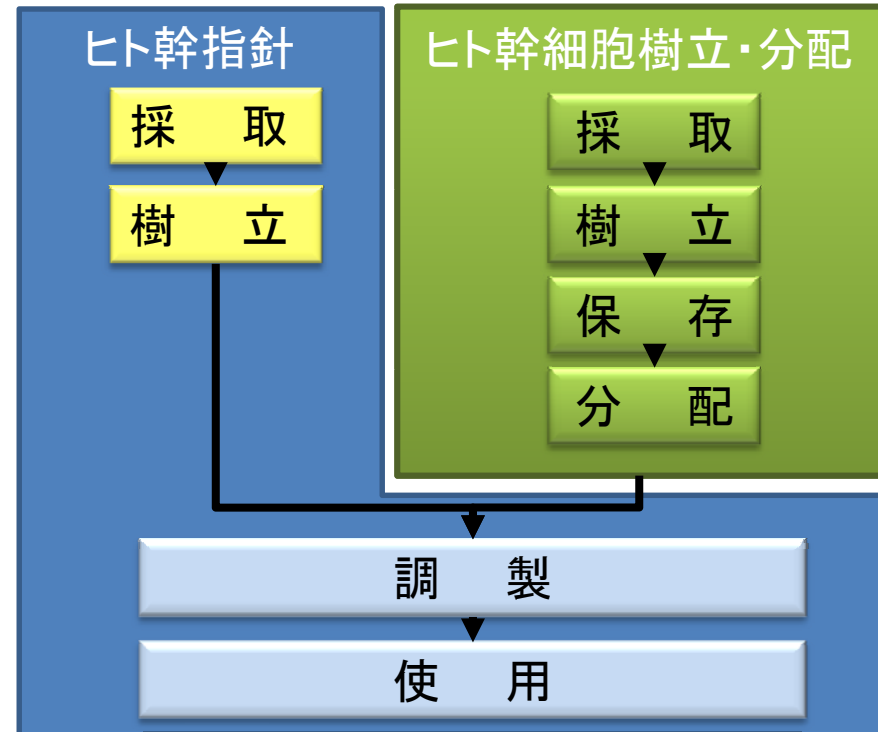 ヒト幹指針
採　取
樹　立
ヒト幹細胞樹立・分配
採　取
樹　立
保　存
分　配
調　製
使　用